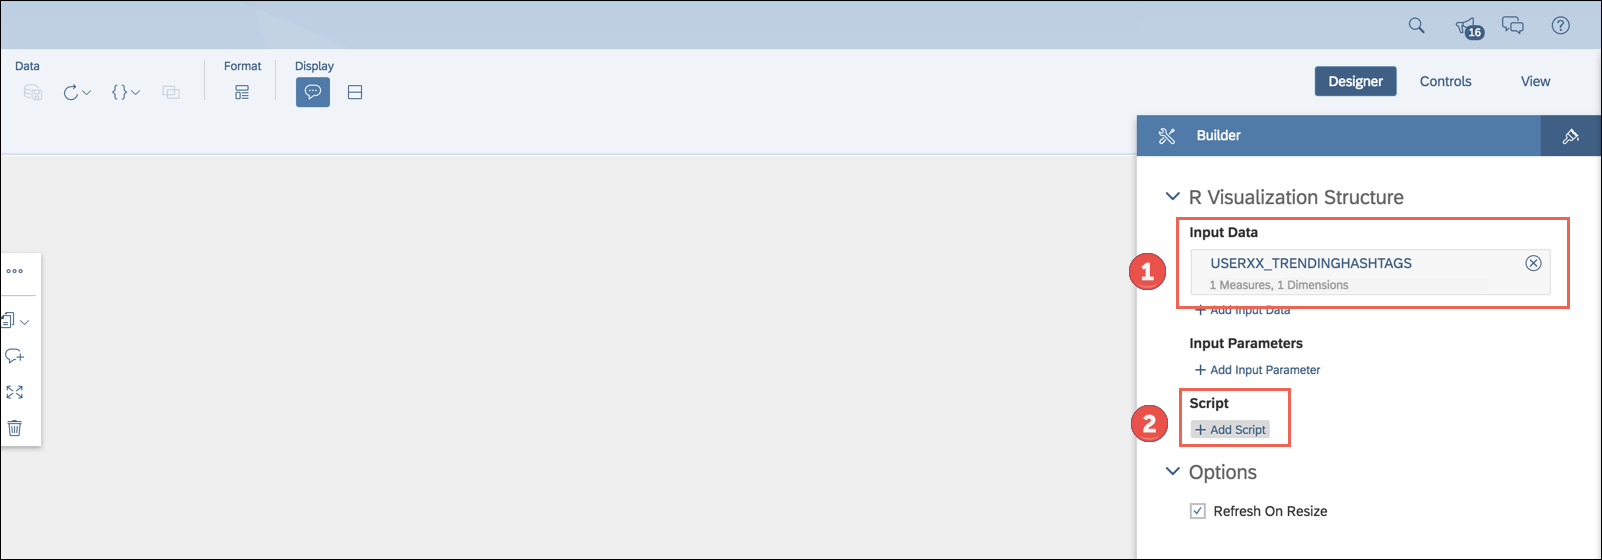 16
Data
Format
Display
Designer
Controls
View
Builder
R Visualization Structure
Input Data
1
USERXX_TRENDINGHASHTAGS
1 Measures, 1 Dimensions
+ Add Input Data
Input Parameters
+ Add Input Parameter
2
Script
+ Add Script
Options
Refresh On Resize